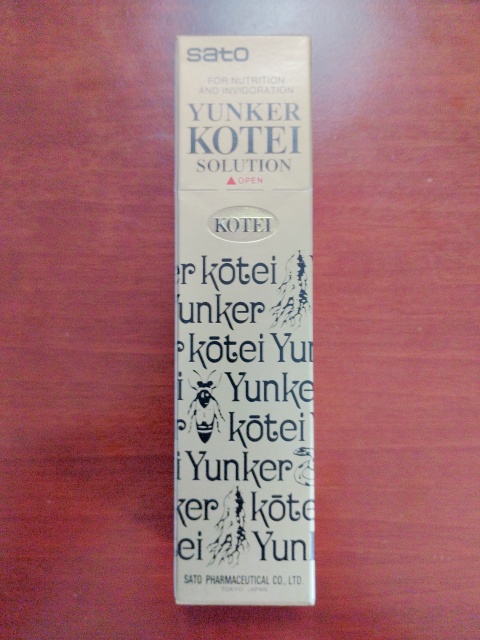 sato
FOR NUTRITION
AND INVIGORATION
YUNKER
KOTEI
SOLUTION
▲ OPEN
KOTEI
er kōtei Y
Yunker
r kōtei Yun
i Yunke
r kōtei Y
i Yunker
ker kōte
ei Yunk
SATO PHARMACEUTICAL CO., LTD.
TOKYO JAPAN